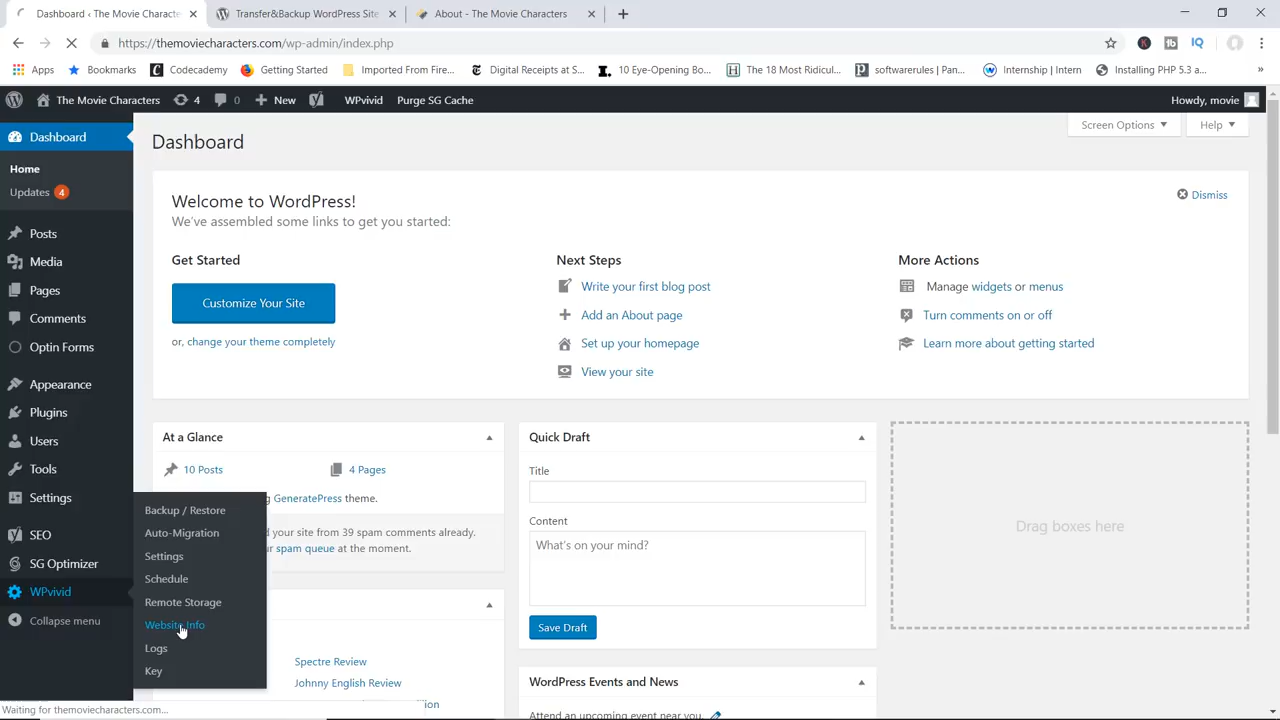 Dashboard ‹ The Movie Characters
Transfer&Backup WordPress Site
About - The Movie Characters
https://themoviecharacters.com/wp-admin/index.php
Apps
Bookmarks
Codecademy
Getting Started
Imported From Fire...
Digital Receipts at S...
10 Eye-Opening Bo...
The 18 Most Ridicul...
softwarerules | Pan...
Internship | Intern
Installing PHP 5.3 a...
The Movie Characters
4
0
New
WPvivid
Purge SG Cache
Howdy, movie
Dashboard
Home
Updates 4
Posts
Media
Pages
Comments
Optin Forms
Appearance
Plugins
Users
Tools
Settings
SEO
SG Optimizer
WPvivid
Collapse menu
Backup / Restore
Auto-Migration
Settings
Schedule
Remote Storage
Website Info
Logs
Key
Dashboard
Screen Options
Help
Welcome to WordPress!
We've assembled some links to get you started:
Dismiss
Get Started
Customize Your Site
or, change your theme completely
Next Steps
Write your first blog post
Add an About page
Set up your homepage
View your site
More Actions
Manage widgets or menus
Turn comments on or off
Learn more about getting started
At a Glance
10 Posts
4 Pages
GeneratePress theme.
your site from 39 spam comments already.
spam queue at the moment.
Spectre Review
Johnny English Review
Quick Draft
Title
Content
What's on your mind?
Save Draft
WordPress Events and News
Attend an upcoming event near you.
Drag boxes here
Waiting for themoviecharacters.com...